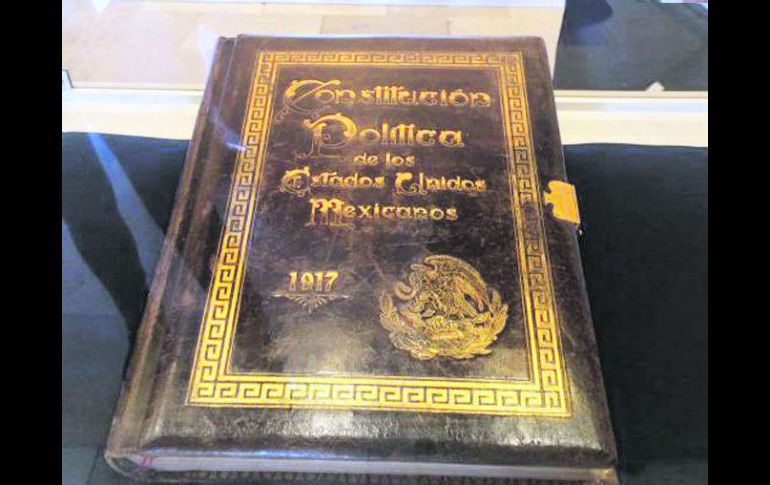 Constitución
Política
de los
Estados Unidos
Mexicanos
1917